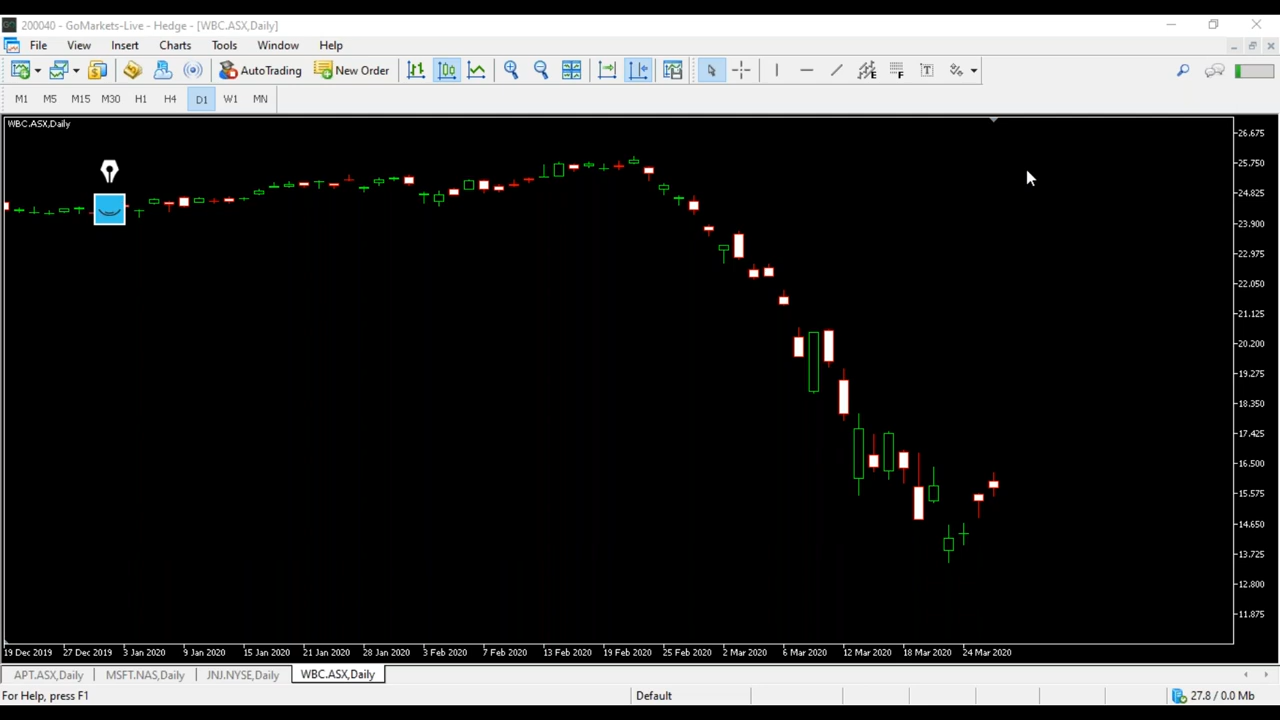 200040 - GoMarkets-Live - Hedge - [WBC.ASX,Daily]
File View Insert Charts Tools Window Help
AutoTrading New Order
M1 M5 M15 M30 H1 H4 D1 W1 MN
WBC.ASX,Daily
26.675
25.750
24.825
23.900
22.975
22.050
21.125
20.200
19.275
18.350
17.425
16.500
15.575
14.650
13.725
12.800
11.875
19 Dec 2019 27 Dec 2019 3 Jan 2020 9 Jan 2020 15 Jan 2020 21 Jan 2020 28 Jan 2020 3 Feb 2020 7 Feb 2020 13 Feb 2020 19 Feb 2020 25 Feb 2020 2 Mar 2020 6 Mar 2020 12 Mar 2020 18 Mar 2020 24 Mar 2020
APT.ASX,Daily MSFT.NAS,Daily JNJ.NYSE,Daily WBC.ASX,Daily
For Help, press F1 Default 27.8 / 0.0 Mb